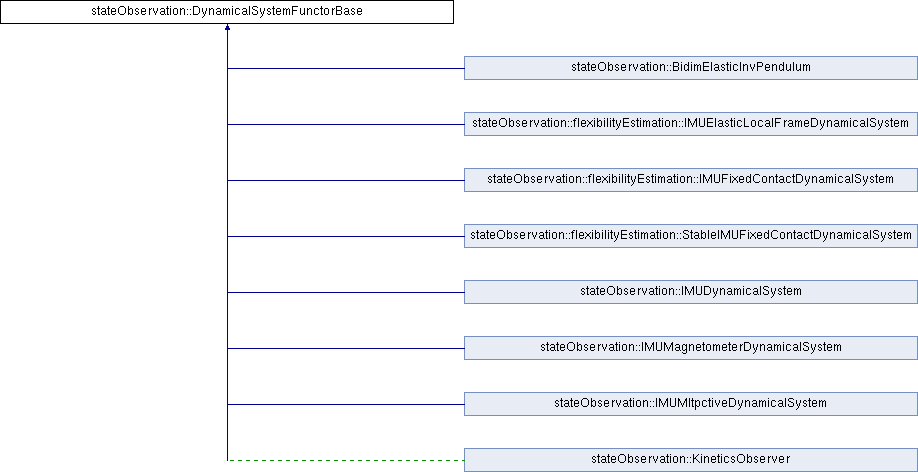 stateObservation::DynamicalSystemFunctorBase
stateObservation::BidimElasticInvPendulum
stateObservation::flexibilityEstimation::IMUElasticLocalFrameDynamicalSystem
stateObservation::flexibilityEstimation::IMUFixedContactDynamicalSystem
stateObservation::flexibilityEstimation::StableIMUFixedContactDynamicalSystem
stateObservation::IMUDynamicalSystem
stateObservation::IMUMagnetometerDynamicalSystem
stateObservation::IMUMltpctiveDynamicalSystem
stateObservation::KineticsObserver